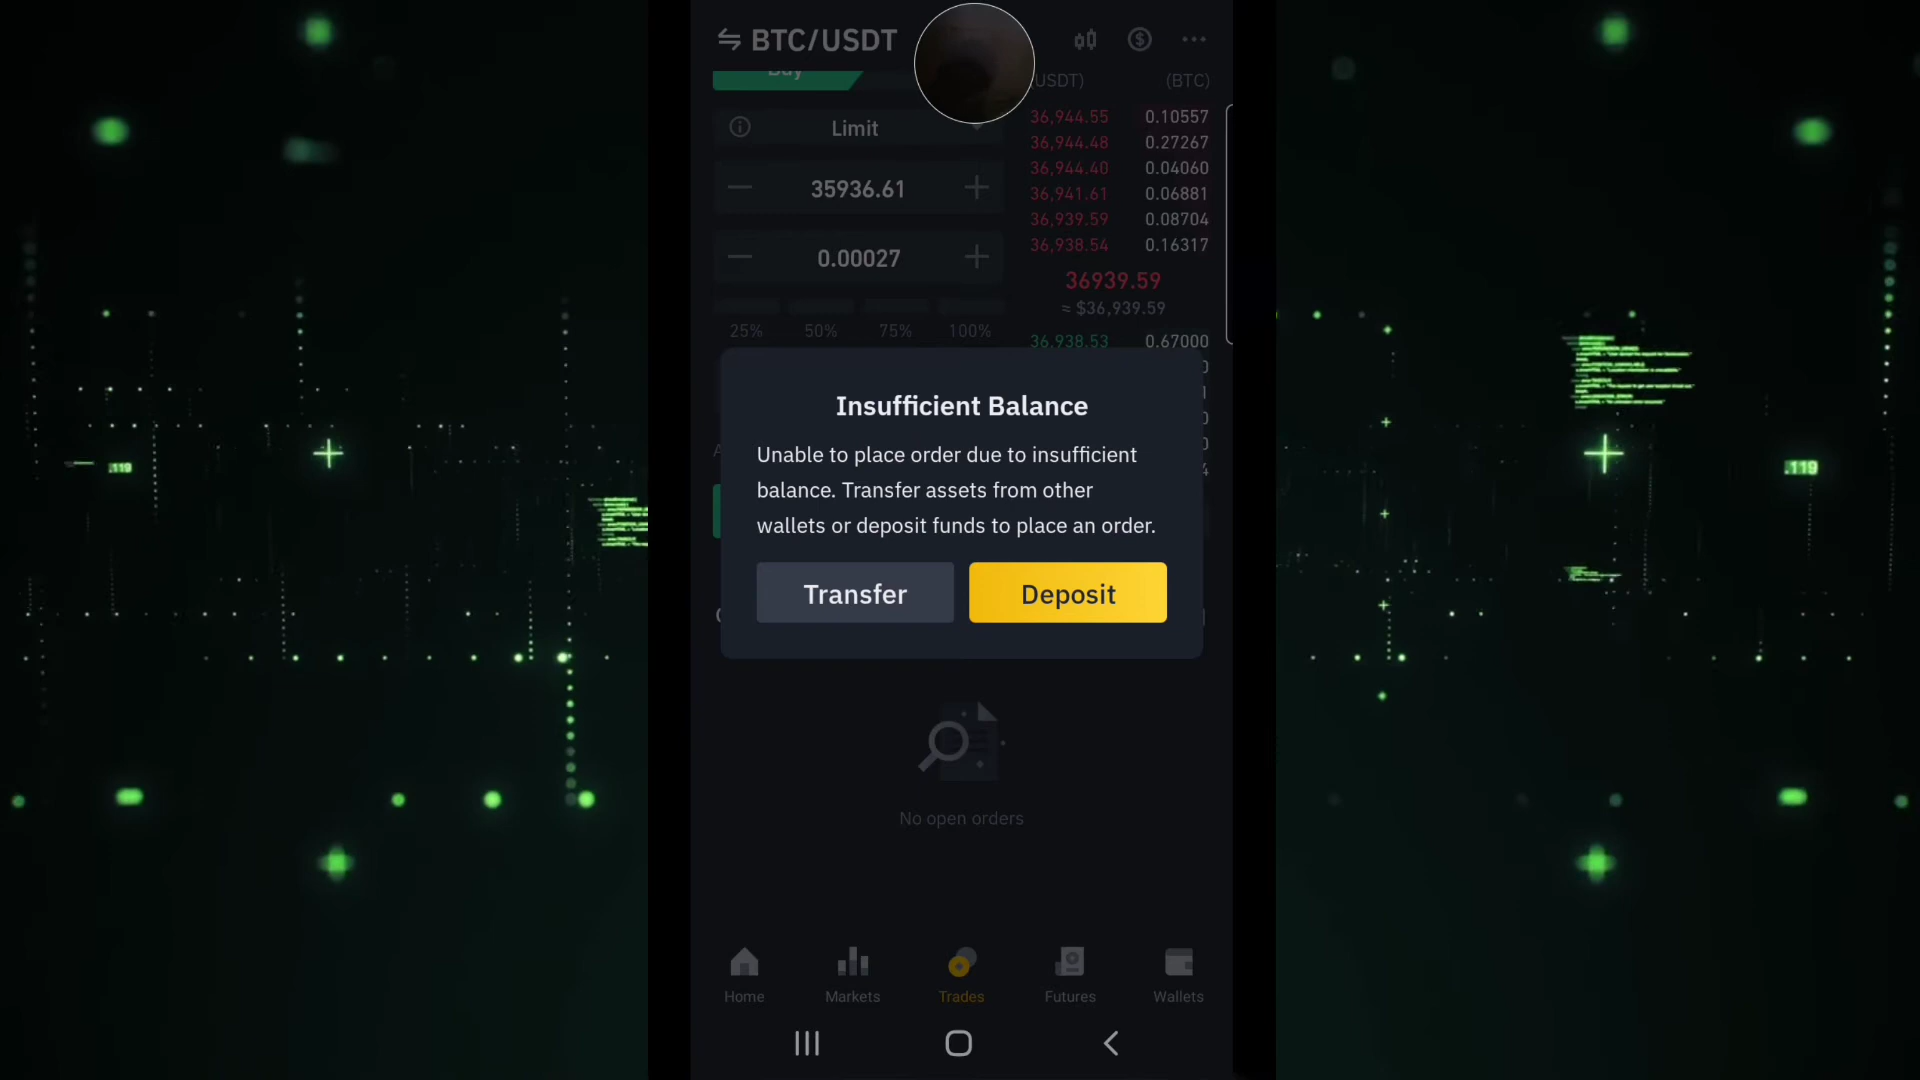 BTC/USDT
Buy
(USDT) (BTC)
Limit
35936.61
0.00027
25% 50% 75% 100%
36,944.55 0.10557
36,944.48 0.27267
36,944.40 0.04060
36,941.61 0.06881
36,939.59 0.08704
36,938.54 0.16317
36939.59
≈ $36,939.59
36,938.53 0.67000
Insufficient Balance
Unable to place order due to insufficient
balance. Transfer assets from other
wallets or deposit funds to place an order.
Transfer Deposit
No open orders
Home Markets Trades Futures Wallets
.119
.119